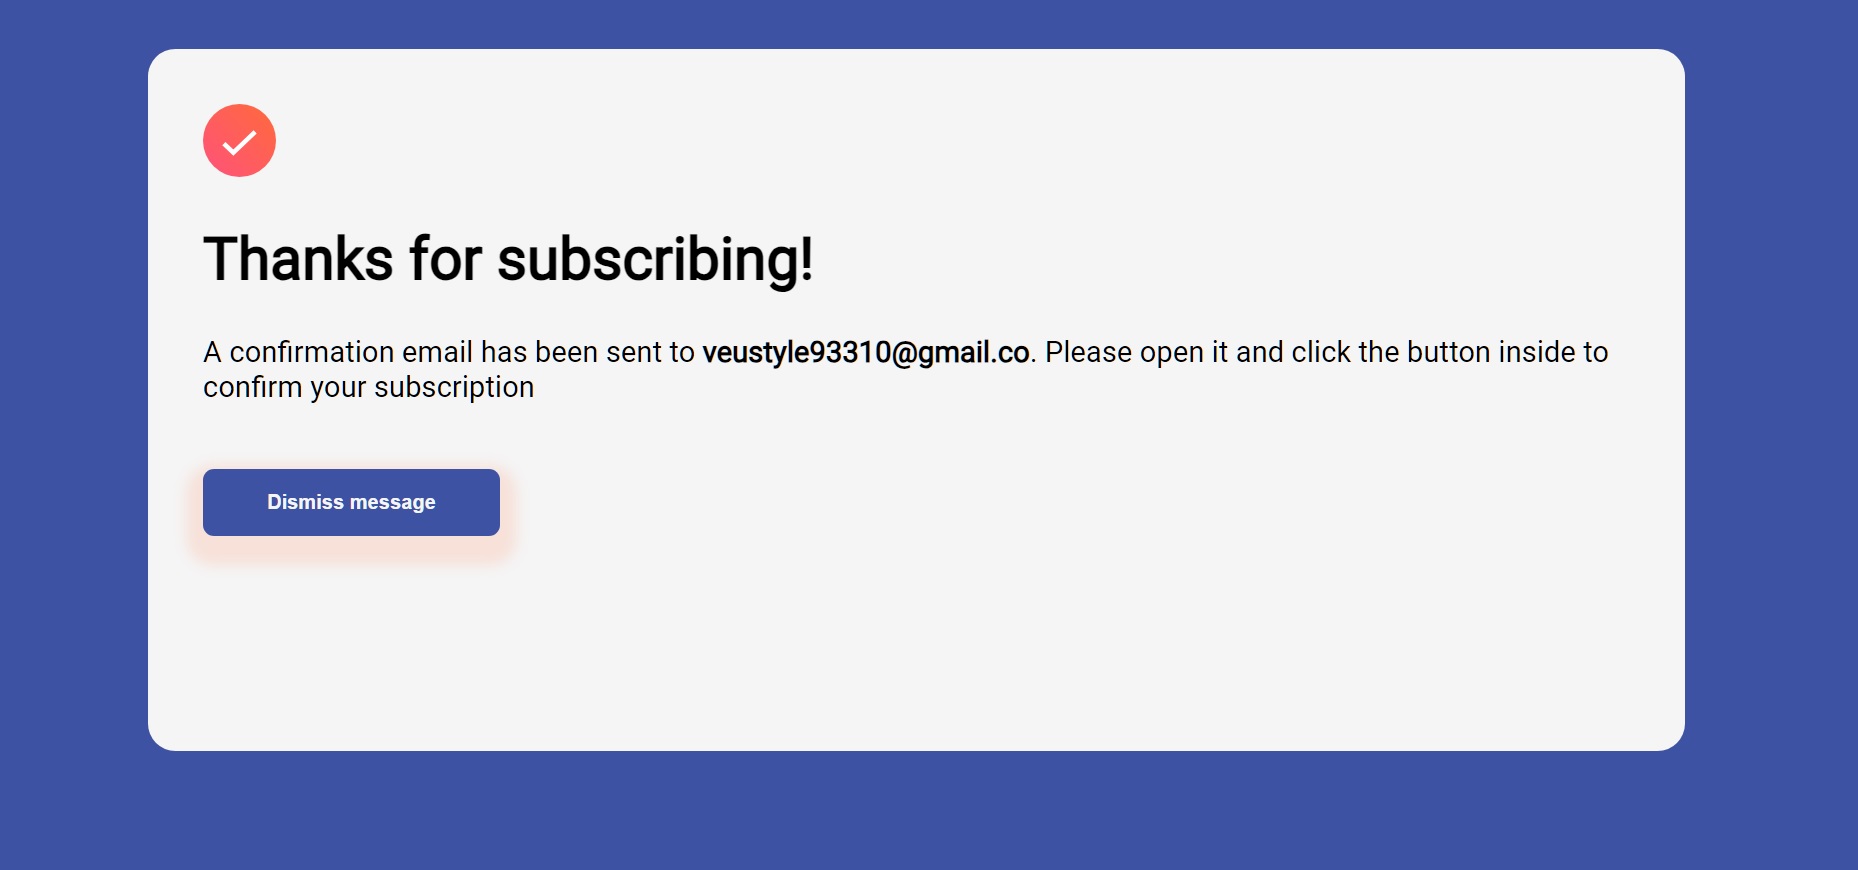 Thanks for subscribing!
A confirmation email has been sent to veustyle93310@gmail.co. Please open it and click the button inside to
confirm your subscription
Dismiss message